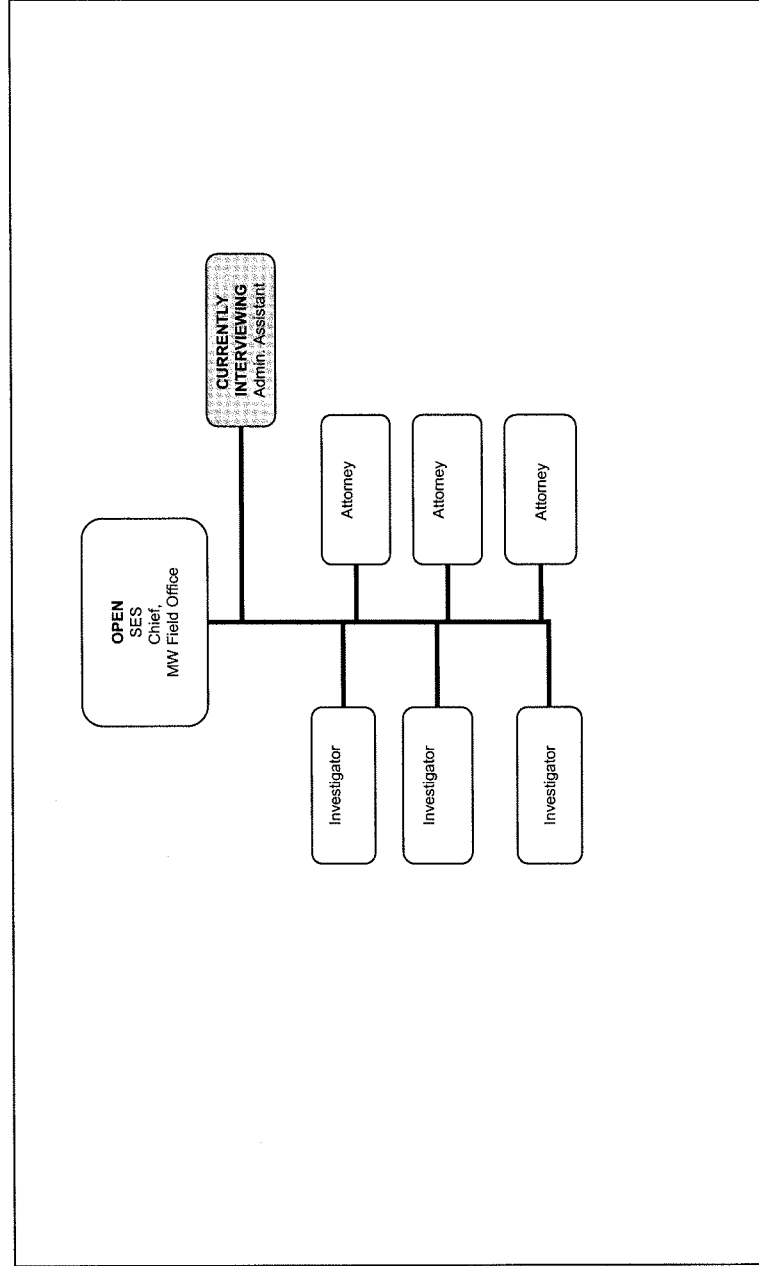 OPEN
SES
Chief,
MW Field Office
CURRENTLY
INTERVIEWING
Admin. Assistant
Investigator
Attorney
Investigator
Attorney
Investigator
Attorney